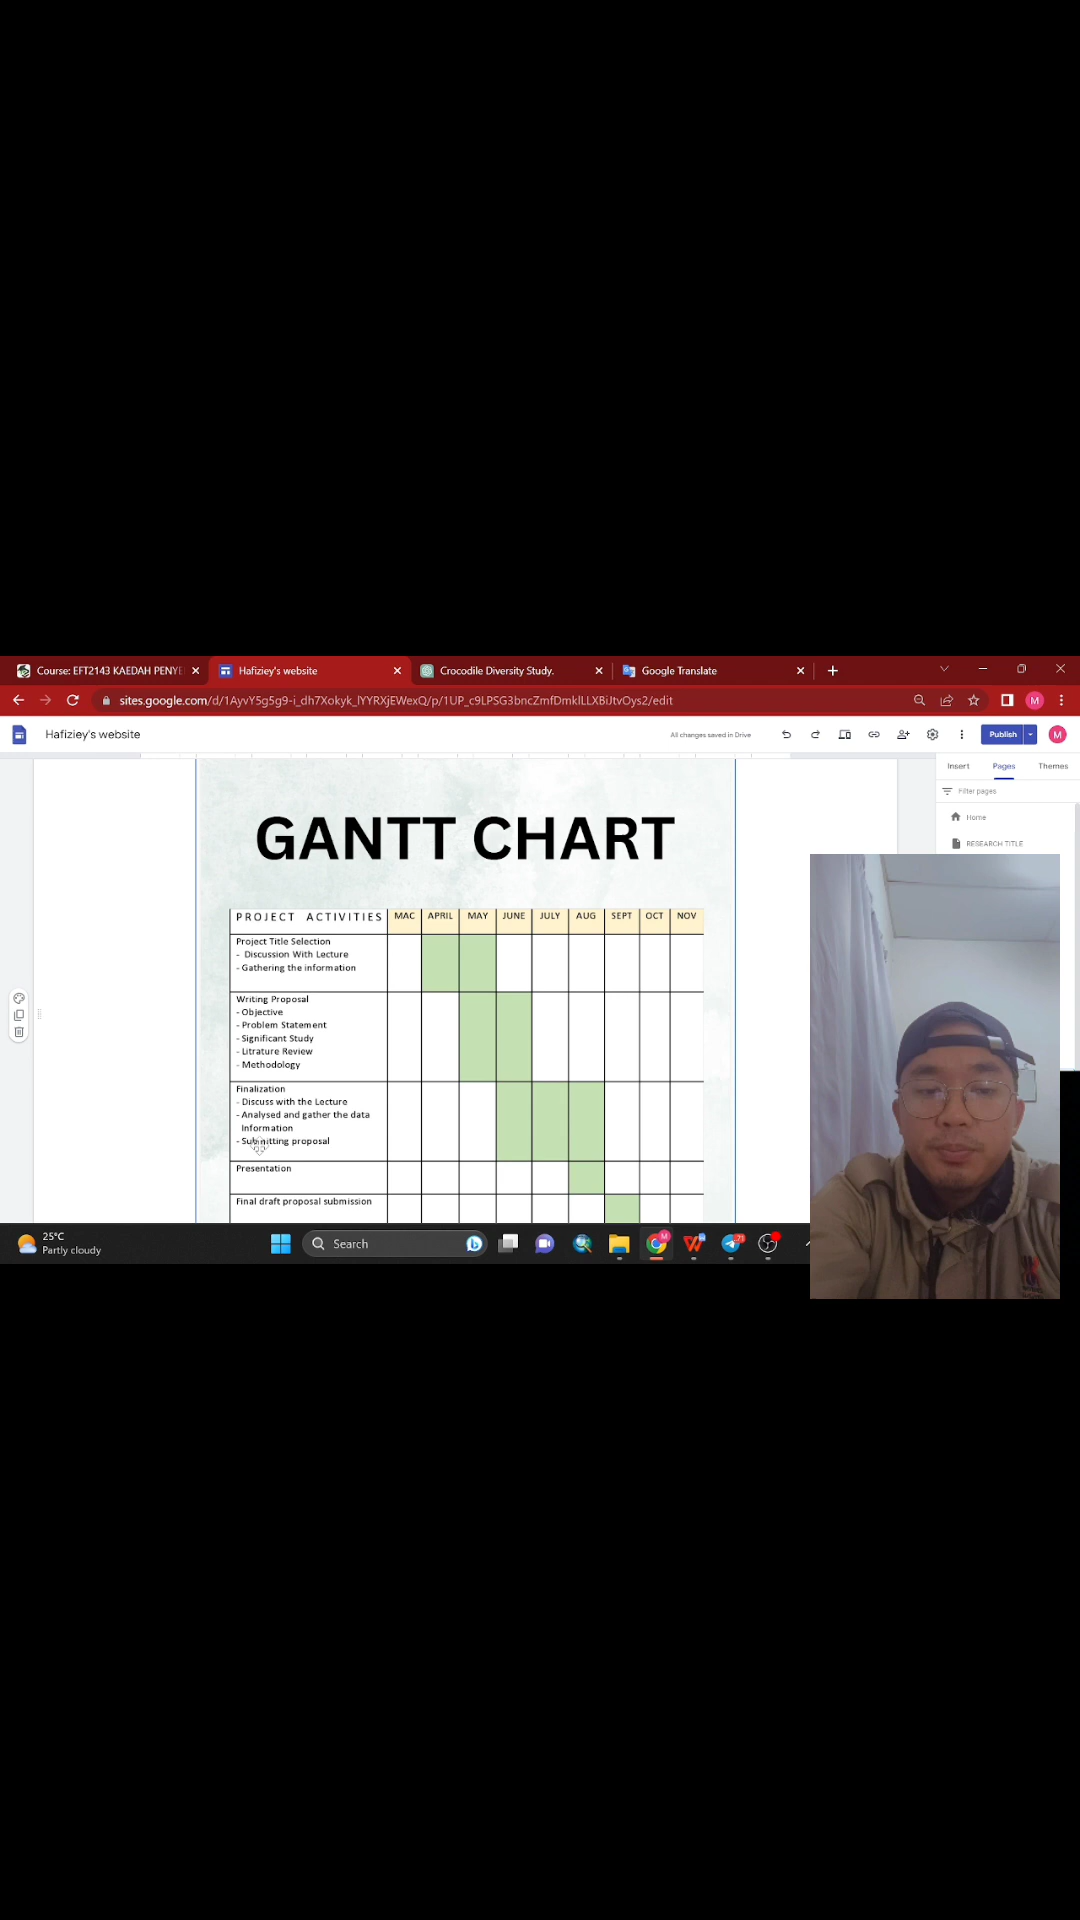 Course: EFT2143 KAEDAH PENYE
Hafiziey's website
Crocodile Diversity Study.
Google Translate
sites.google.com/d/1AyvY5g5g9-i_dh7Xokyk_lYYRXjEWexQ/p/1UP_c9LPSG3bncZmfDmklLLXBiJtvOys2/edit
M
Hafiziey's website
All changes saved in Drive
Publish
M
Insert Pages Themes
Filter pages
Home
RESEARCH TITLE
GANTT CHART
PROJECT ACTIVITIES MAC APRIL MAY JUNE JULY AUG SEPT OCT NOV
Project Title Selection
- Discussion With Lecture
- Gathering the information
Writing Proposal
- Objective
- Problem Statement
- Significant Study
- Litrature Review
- Methodology
Finalization
- Discuss with the Lecture
- Analysed and gather the data
Information
- Submitting proposal
Presentation
Final draft proposal submission
25°C
Partly cloudy
Search